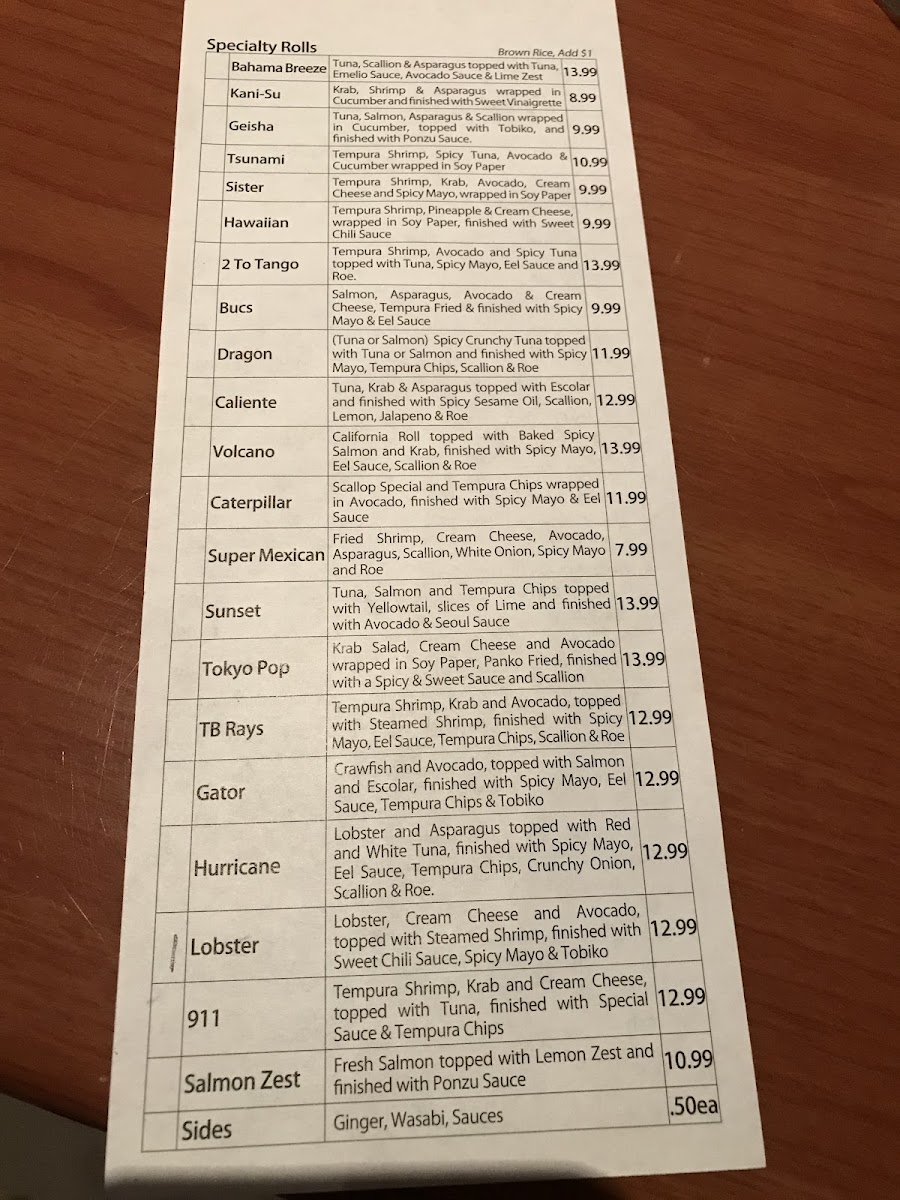 Specialty Rolls
Brown Rice, Add $1
Bahama Breeze
Tuna, Scallion & Asparagus topped with Tuna,
Emelio Sauce, Avocado Sauce & Lime Zest
13.99
Kani-Su
Krab, Shrimp & Asparagus wrapped in
Cucumber and finished with Sweet Vinaigrette
8.99
Geisha
Tuna, Salmon, Asparagus & Scallion wrapped
in Cucumber, topped with Tobiko, and
finished with Ponzu Sauce.
9.99
Tsunami
Tempura Shrimp, Spicy Tuna, Avocado &
Cucumber wrapped in Soy Paper
10.99
Sister
Tempura Shrimp, Krab, Avocado, Cream
Cheese and Spicy Mayo, wrapped in Soy Paper
9.99
Hawaiian
Tempura Shrimp, Pineapple & Cream Cheese,
wrapped in Soy Paper, finished with Sweet
Chili Sauce
9.99
2 To Tango
Tempura Shrimp, Avocado and Spicy Tuna
topped with Tuna, Spicy Mayo, Eel Sauce and
Roe.
13.99
Bucs
Salmon, Asparagus, Avocado & Cream
Cheese, Tempura Fried & finished with Spicy
Mayo & Eel Sauce
9.99
Dragon
(Tuna or Salmon) Spicy Crunchy Tuna topped
with Tuna or Salmon and finished with Spicy
Mayo, Tempura Chips, Scallion & Roe
11.99
Caliente
Tuna, Krab & Asparagus topped with Escolar
and finished with Spicy Sesame Oil, Scallion,
Lemon, Jalapeno & Roe
12.99
Volcano
California Roll topped with Baked Spicy
Salmon and Krab, finished with Spicy Mayo,
Eel Sauce, Scallion & Roe
13.99
Caterpillar
Scallop Special and Tempura Chips wrapped
in Avocado, finished with Spicy Mayo & Eel
Sauce
11.99
Super Mexican
Fried Shrimp, Cream Cheese, Avocado,
Asparagus, Scallion, White Onion, Spicy Mayo
and Roe
7.99
Sunset
Tuna, Salmon and Tempura Chips topped
with Yellowtail, slices of Lime and finished
with Avocado & Seoul Sauce
13.99
Tokyo Pop
Krab Salad, Cream Cheese and Avocado
wrapped in Soy Paper, Panko Fried, finished
with a Spicy & Sweet Sauce and Scallion
13.99
TB Rays
Tempura Shrimp, Krab and Avocado, topped
with Steamed Shrimp, finished with Spicy
Mayo, Eel Sauce, Tempura Chips, Scallion & Roe
12.99
Gator
Crawfish and Avocado, topped with Salmon
and Escolar, finished with Spicy Mayo, Eel
Sauce, Tempura Chips & Tobiko
12.99
Hurricane
Lobster and Asparagus topped with Red
and White Tuna, finished with Spicy Mayo,
Eel Sauce, Tempura Chips, Crunchy Onion,
Scallion & Roe.
12.99
Lobster
Lobster, Cream Cheese and Avocado,
topped with Steamed Shrimp, finished with
Sweet Chili Sauce, Spicy Mayo & Tobiko
12.99
911
Tempura Shrimp, Krab and Cream Cheese,
topped with Tuna, finished with Special
Sauce & Tempura Chips
12.99
Salmon Zest
Fresh Salmon topped with Lemon Zest and
finished with Ponzu Sauce
10.99
Sides
Ginger, Wasabi, Sauces
.50ea